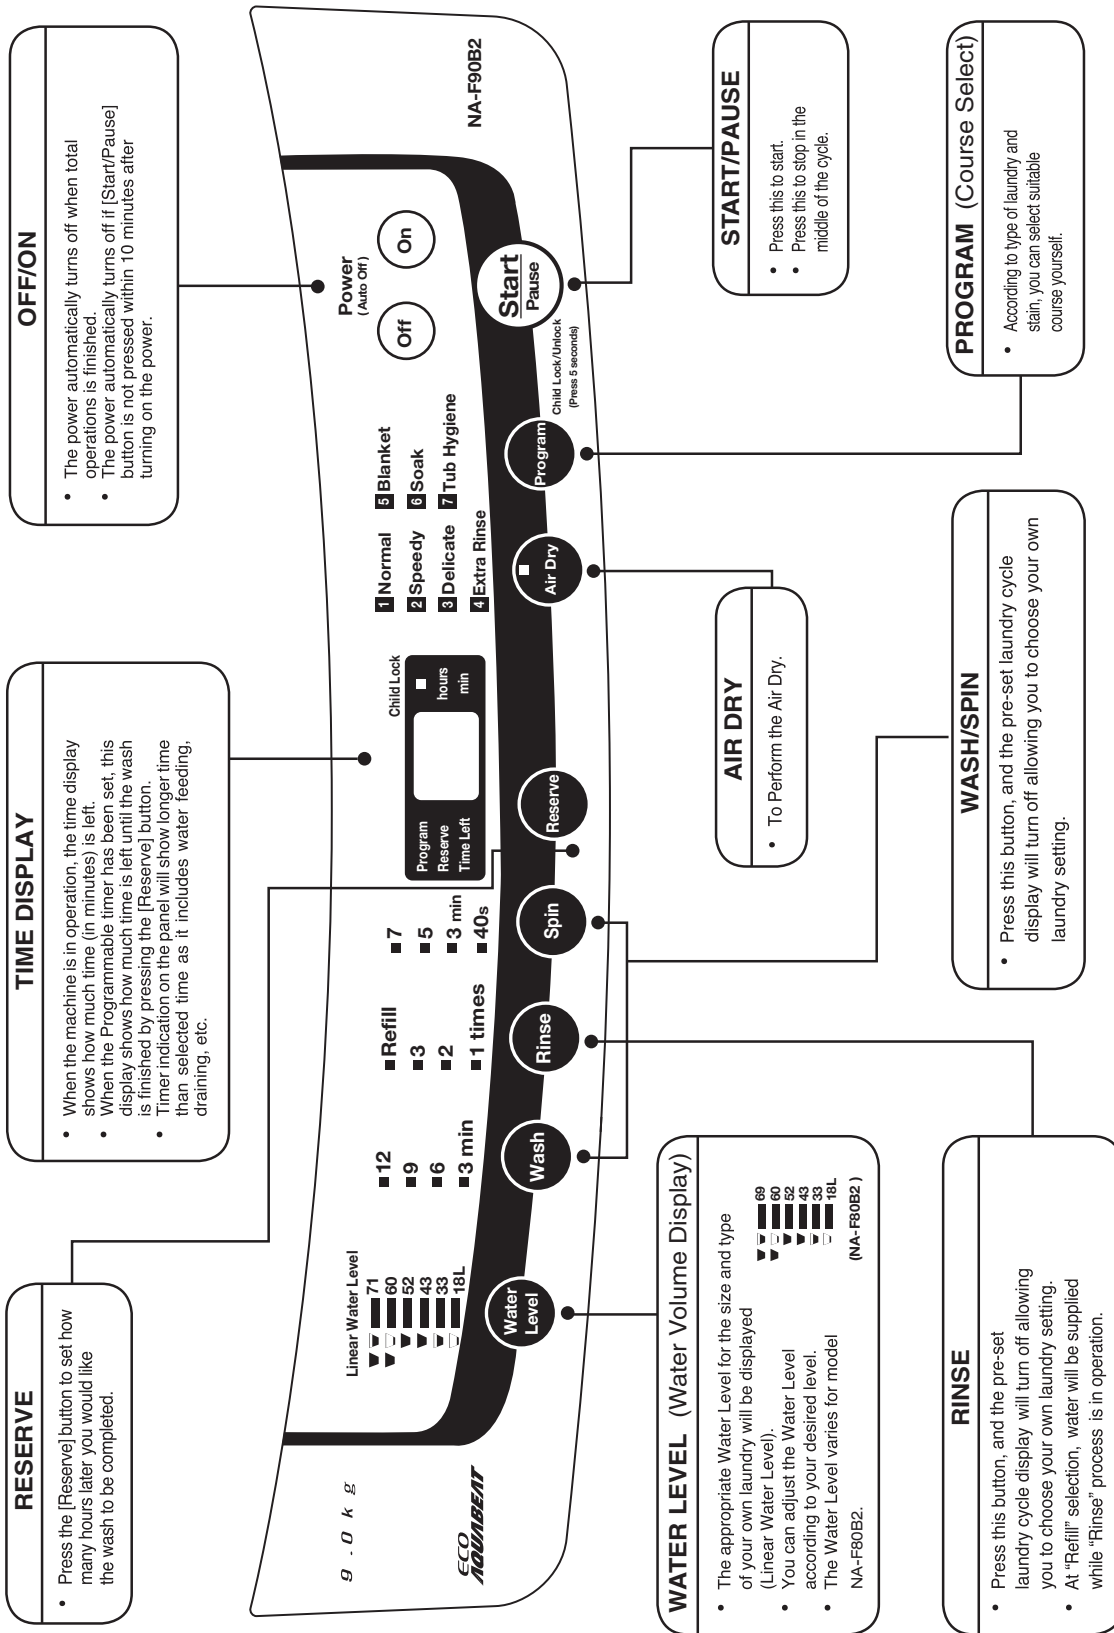 RESERVE
• Press the [Reserve] button to set how
many hours later you would like
the wash to be completed.
TIME DISPLAY
• When the machine is in operation, the time display
shows how much time (in minutes) is left.
• When the Programmable timer has been set, this
display shows how much time is left until the wash
is finished by pressing the [Reserve] button.
• Timer indication on the panel will show longer time
than selected time as it includes water feeding,
draining, etc.
OFF/ON
• The power automatically turns off when total
operations is finished.
• The power automatically turns off if [Start/Pause]
button is not pressed within 10 minutes after
turning on the power.
9.0 kg
ECO
AQUABEAT
Linear Water Level
71
60
52
43
33
18L
Water
Level
12
9
6
3 min
Wash
Refill
3
2
1 times
Rinse
7
5
3 min
40s
Spin
Program
Reserve
Time Left
Child Lock
hours
min
Reserve
1 Normal
2 Speedy
3 Delicate
4 Extra Rinse
5 Blanket
6 Soak
7 Tub Hygiene
Air Dry
Program
Power
(Auto Off)
Off
On
Start
Pause
Child Lock/Unlock
(Press 5 seconds)
NA-F90B2
WATER LEVEL (Water Volume Display)
• The appropriate Water Level for the size and type
of your own laundry will be displayed
(Linear Water Level).
• You can adjust the Water Level
according to your desired level.
• The Water Level varies for model
NA-F80B2.
69
60
52
43
33
18L
(NA-F80B2 )
AIR DRY
• To Perform the Air Dry.
START/PAUSE
• Press this to start.
• Press this to stop in the
middle of the cycle.
RINSE
• Press this button, and the pre-set
laundry cycle display will turn off allowing
you to choose your own laundry setting.
• At “Refill” selection, water will be supplied
while “Rinse” process is in operation.
WASH/SPIN
• Press this button, and the pre-set laundry cycle
display will turn off allowing you to choose your own
laundry setting.
PROGRAM (Course Select)
• According to type of laundry and
stain, you can select suitable
course yourself.